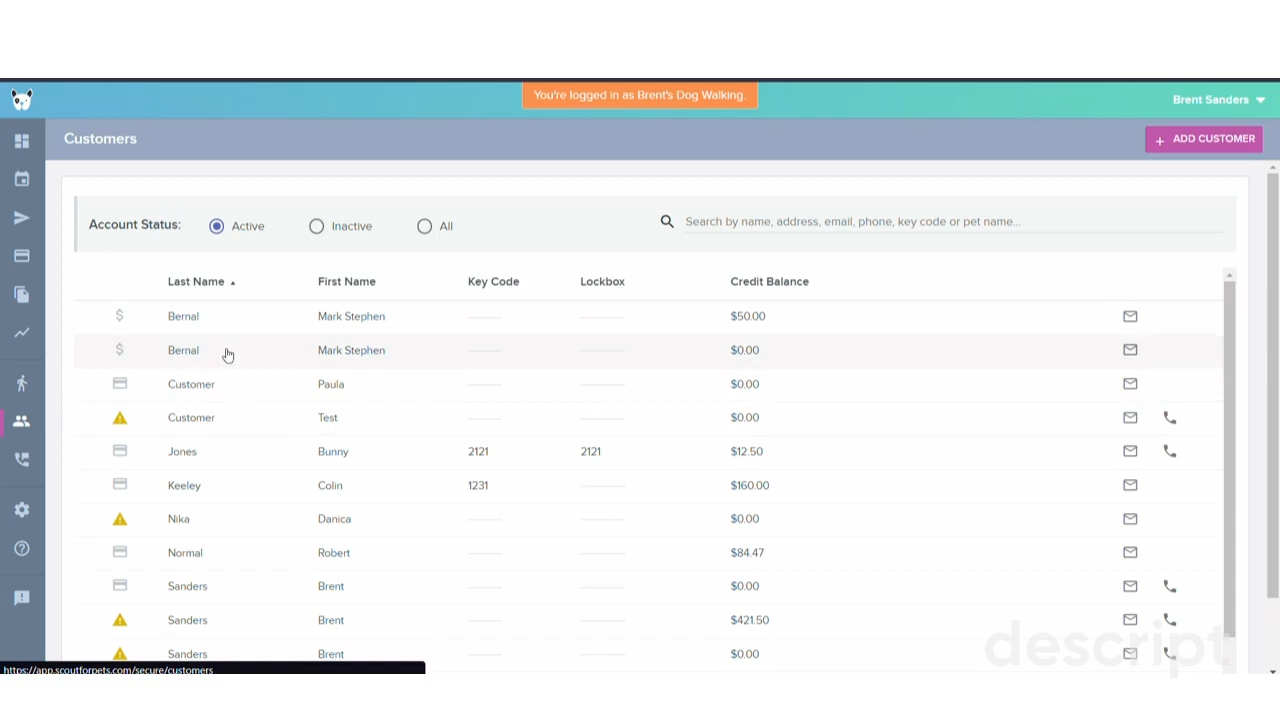 You're logged in as Brent's Dog Walking.
Brent Sanders
Customers
+ ADD CUSTOMER
Account Status: Active Inactive All Search by name, address, email, phone, key code or pet name...
Last Name First Name Key Code Lockbox Credit Balance
$ Bernal Mark Stephen $50.00
$ Bernal Mark Stephen $0.00
Customer Paula $0.00
Customer Test $0.00
Jones Bunny 2121 2121 $12.50
Keeley Colin 1231 $160.00
Nika Danica $0.00
Normal Robert $84.47
Sanders Brent $0.00
Sanders Brent $421.50
Sanders Brent $0.00
descript
https://app.scoutforpets.com/secure/customers